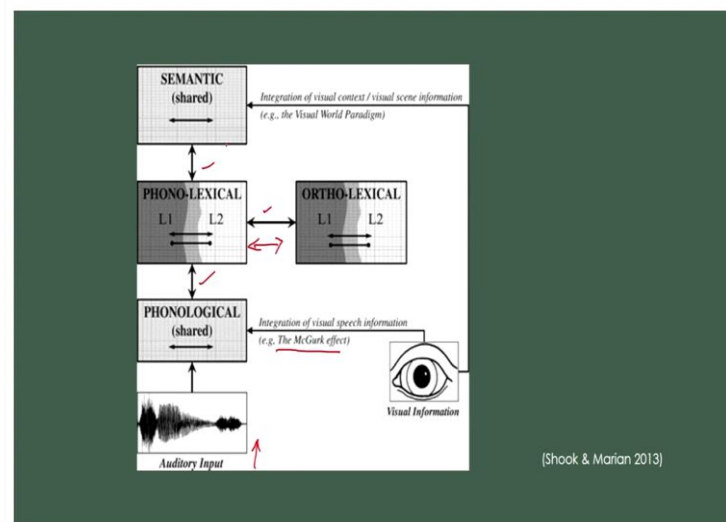 SEMANTIC
(shared)
Integration of visual context / visual scene information
(e.g., the Visual World Paradigm)
PHONO-LEXICAL
L1 L2
ORTHO-LEXICAL
L1 L2
PHONOLOGICAL
(shared)
Integration of visual speech information
(e.g, The McGurk effect)
Visual Information
Auditory Input
(Shook & Marian 2013)